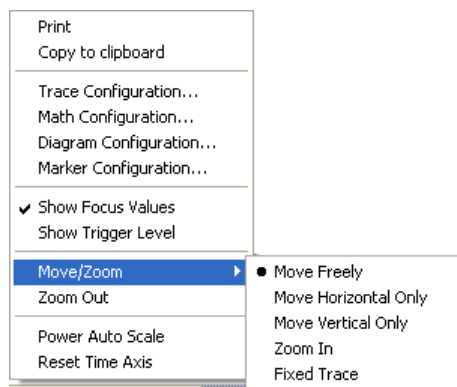 Print
Copy to clipboard
Trace Configuration...
Math Configuration...
Diagram Configuration...
Marker Configuration...
Show Focus Values
Show Trigger Level
Move/Zoom
Zoom Out
Power Auto Scale
Reset Time Axis
Move Freely
Move Horizontal Only
Move Vertical Only
Zoom In
Fixed Trace